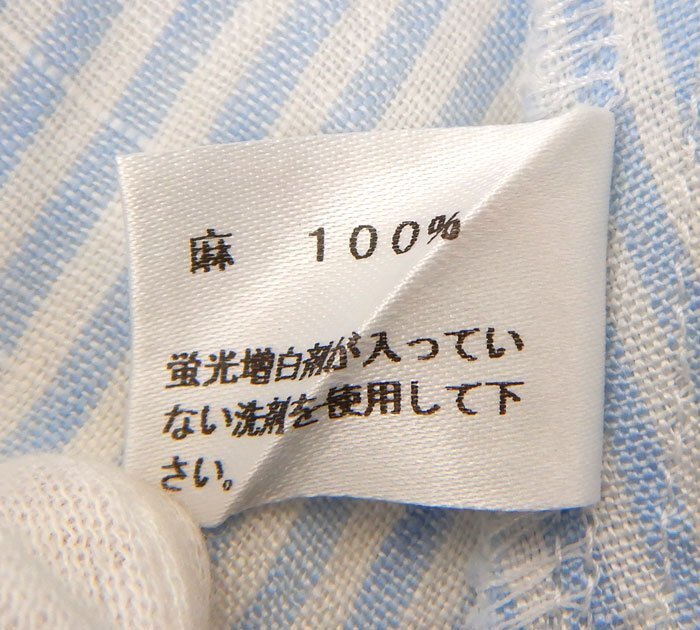 麻 100%
蛍光増白剤が入ってい
ない洗剤を使用して下
さい。